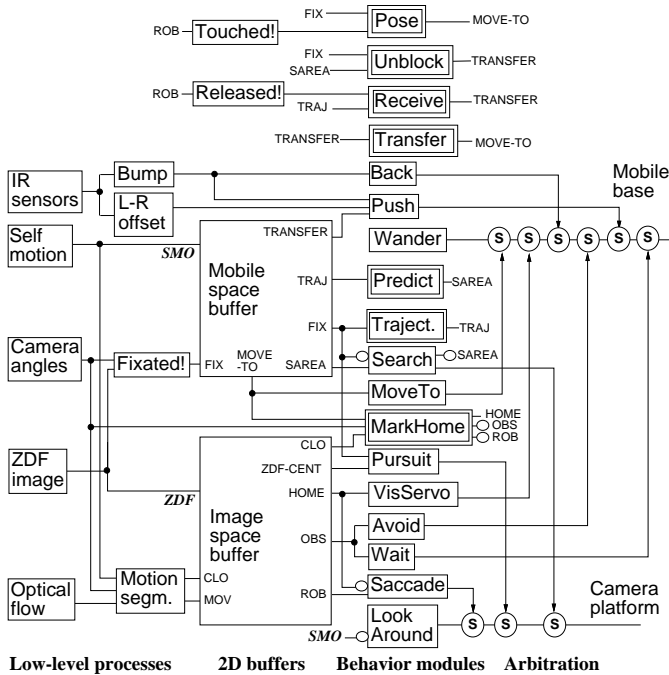 FIX
Pose
MOVE-TO
ROB
Touched!
FIX
Unblock
TRANSFER
SAREA
ROB
Released!
Receive
TRANSFER
TRAJ
TRANSFER
Transfer
MOVE-TO
IR
sensors
Bump
L-R
offset
Back
Push
Mobile
base
Self
motion
SMO
TRANSFER
Mobile
space
buffer
Wander
S
S
S
S
S
S
TRAJ
Predict
SAREA
FIX
Traject.
TRAJ
Camera
angles
Fixated!
FIX
MOVE
-TO
SAREA
Search
SAREA
MoveTo
MarkHome
HOME
OBS
ROB
ZDF
image
ZDF
CLO
ZDF-CENT
Pursuit
HOME
VisServo
Image
space
buffer
OBS
Avoid
Wait
Optical
flow
Motion
segm.
CLO
MOV
ROB
Saccade
Camera
platform
SMO
Look
Around
S
S
S
Low-level processes
2D buffers
Behavior modules
Arbitration